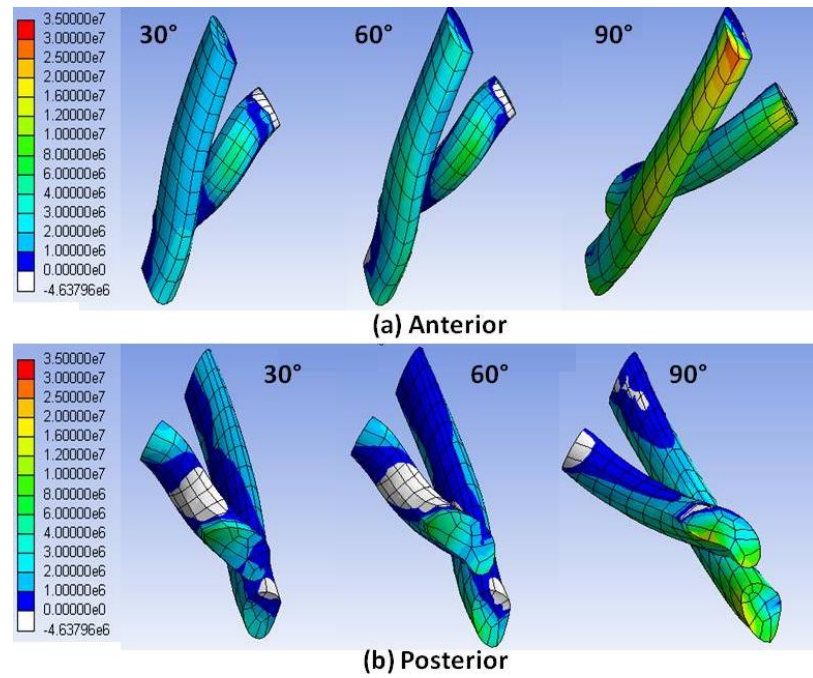 3.50000e7
3.00000e7
2.50000e7
2.00000e7
1.60000e7
1.20000e7
1.00000e7
8.00000e6
6.00000e6
4.00000e6
3.00000e6
2.00000e6
1.00000e6
0.00000e0
-4.63796e6
30° 60° 90°
(a) Anterior
3.50000e7
3.00000e7
2.50000e7
2.00000e7
1.60000e7
1.20000e7
1.00000e7
8.00000e6
6.00000e6
4.00000e6
3.00000e6
2.00000e6
1.00000e6
0.00000e0
-4.63796e6
30° 60° 90°
(b) Posterior